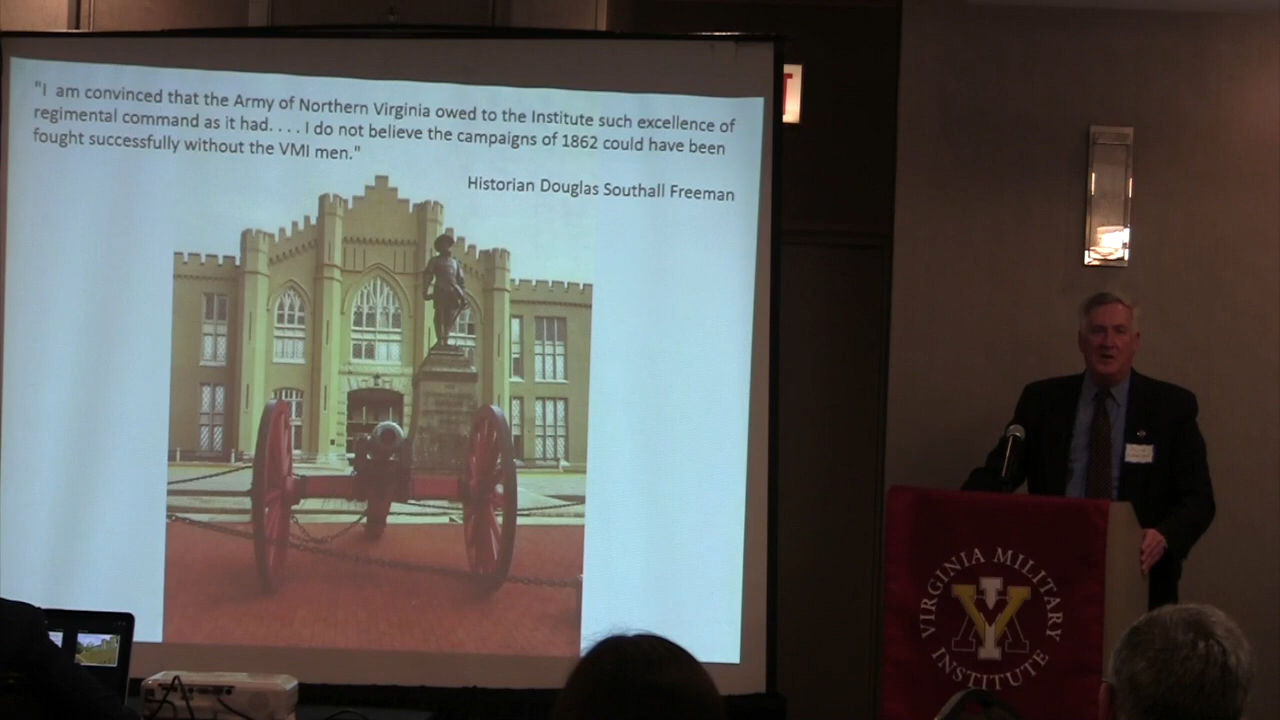 "I am convinced that the Army of Northern Virginia owed to the Institute such excellence of
regimental command as it had. . . . I do not believe the campaigns of 1862 could have been
fought successfully without the VMI men."
Historian Douglas Southall Freeman
VIRGINIA MILITARY
VMI
INSTITUTE